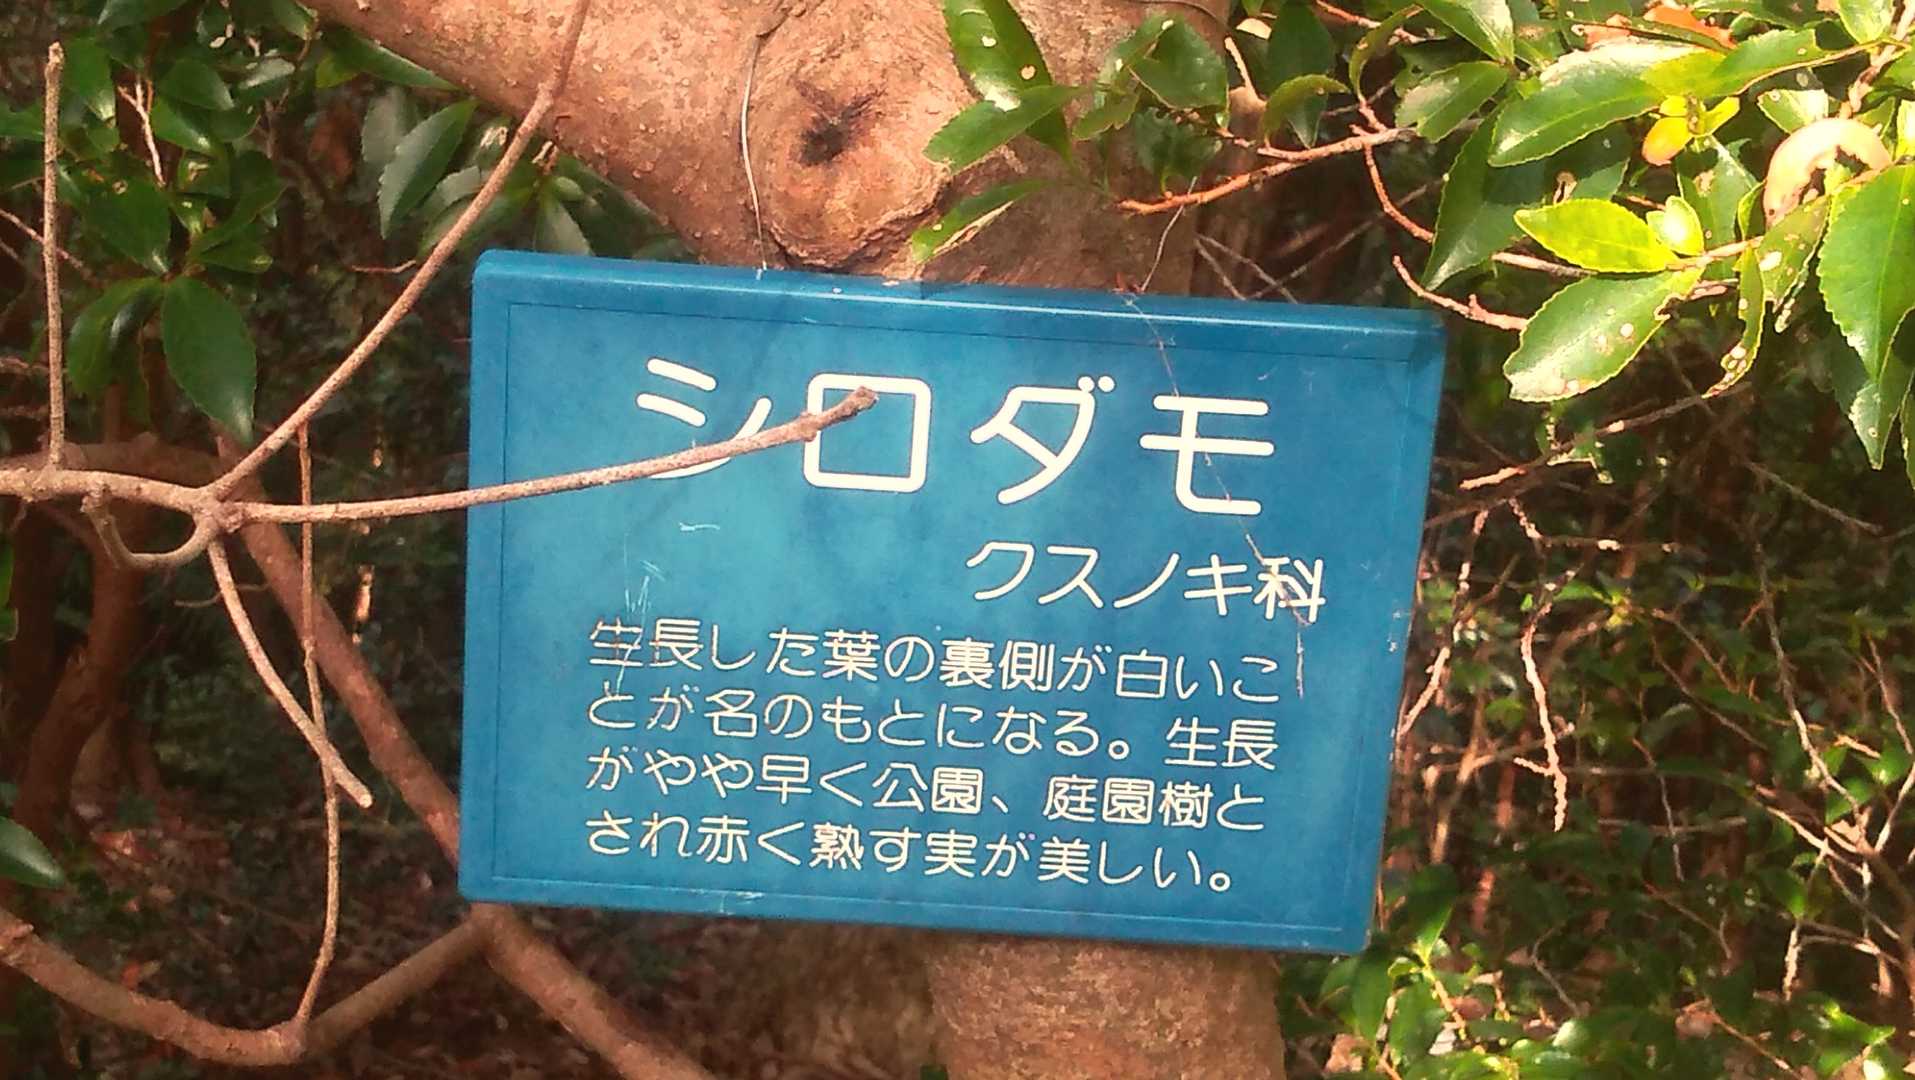 シロダモ
クスノキ科
生長した葉の裏側が白いこ
とが名のもとになる。生長
がやや早く公園、庭園樹と
され赤く熟す実が美しい。